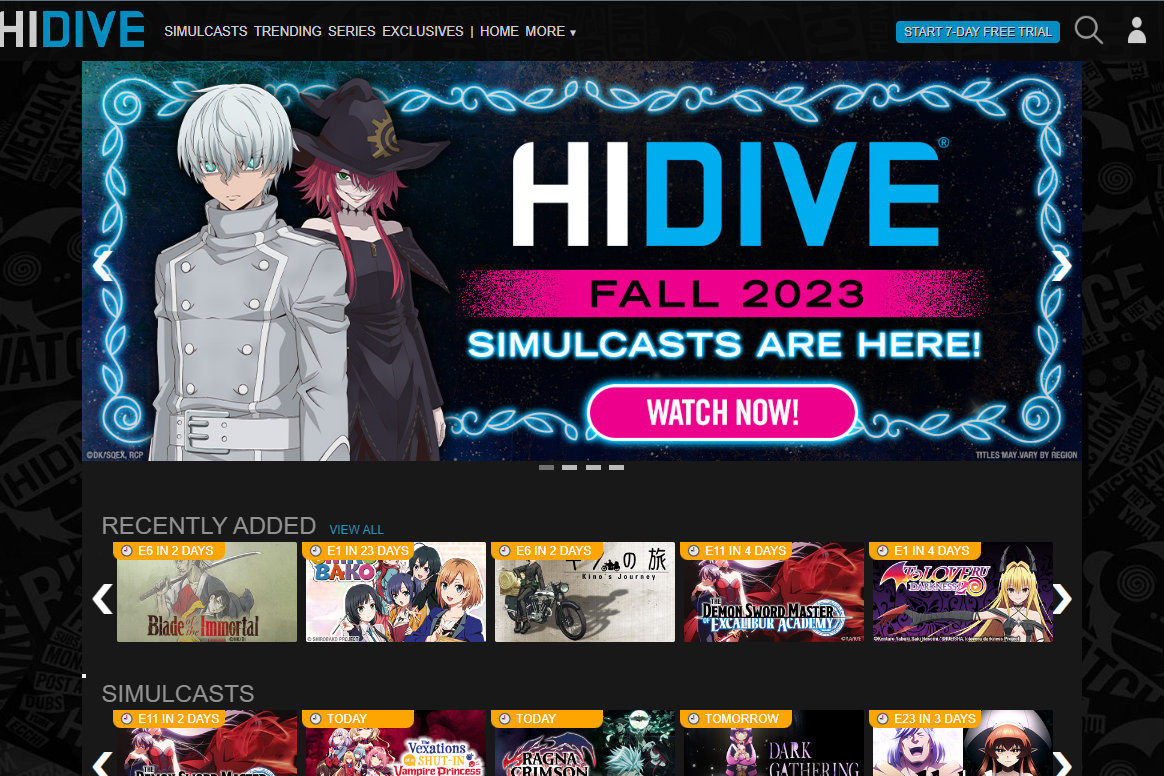 HIDIVE
SIMULCASTS TRENDING SERIES EXCLUSIVES | HOME MORE ▾
START 7-DAY FREE TRIAL
HIDIVE®
FALL 2023
SIMULCASTS ARE HERE!
WATCH NOW!
©DK/SQEX, RCP
TITLES MAY VARY BY REGION
RECENTLY ADDED VIEW ALL
E6 IN 2 DAYS
Blade of the Immortal
E1 IN 23 DAYS
BAKO
© SHIROBAKO PROJECT
E6 IN 2 DAYS
の旅
Kino's Journey
E11 IN 4 DAYS
THE
DEMON SWORD MASTER
OF EXCALIBUR ACADEMY
E1 IN 4 DAYS
To LOVE RU
DARKNESS 2
SIMULCASTS
E11 IN 2 DAYS
THE
DEMON SWORD MASTER
TODAY
The
Vexations
OF A SHUT-IN
Vampire Princess
TODAY
RAGNA
CRIMSON
TOMORROW
DARK
GATHERING
E23 IN 3 DAYS